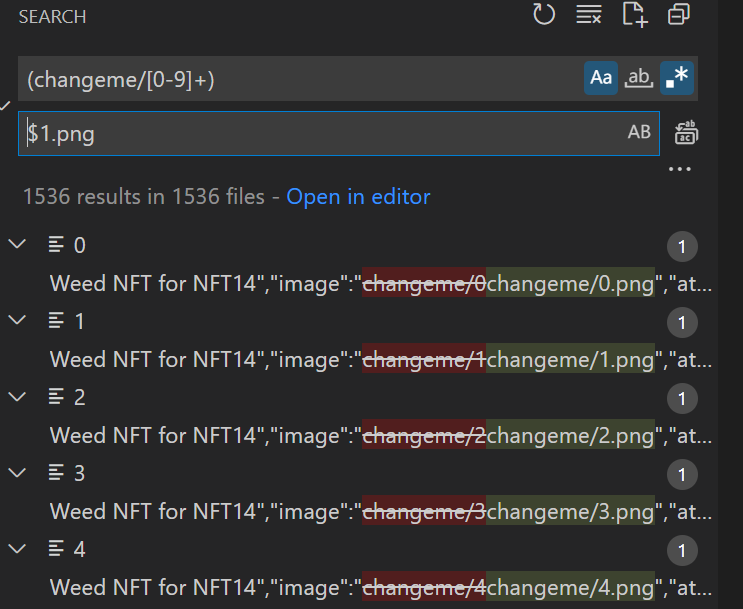 SEARCH
(changeme/[0-9]+)
Aa
ab
.*
$1.png
AB
ab
ac
...
1536 results in 1536 files - Open in editor
0
1
Weed NFT for NFT14","image":"changeme/0changeme/0.png","at...
1
1
Weed NFT for NFT14","image":"changeme/1changeme/1.png","at...
2
1
Weed NFT for NFT14","image":"changeme/2changeme/2.png","at...
3
1
Weed NFT for NFT14","image":"changeme/3changeme/3.png","at...
4
1
Weed NFT for NFT14","image":"changeme/4changeme/4.png","at...